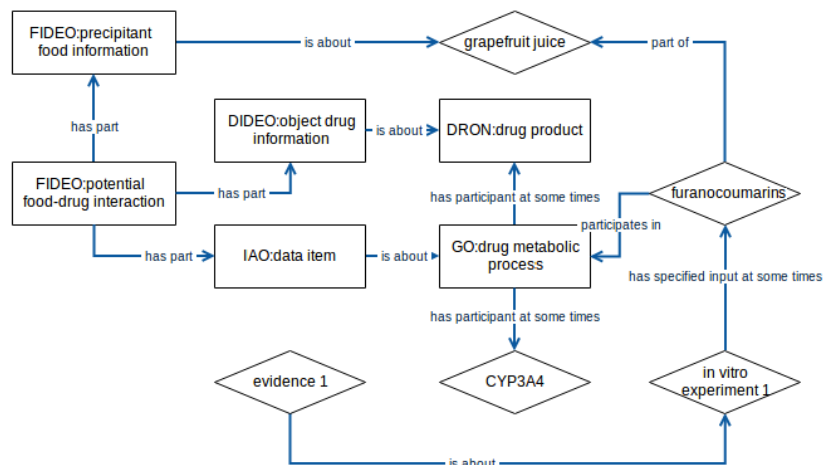 FIDEO:precipitant
food information
is about
grapefruit juice
part of
has part
DIDEO:object drug
information
is about
DRON:drug product
FIDEO:potential
food-drug interaction
has part
has participant at some times
furanocoumarins
participates in
has part
IAO:data item
is about
GO:drug metabolic
process
has specified input at some times
has participant at some times
evidence 1
CYP3A4
in vitro
experiment 1
is about